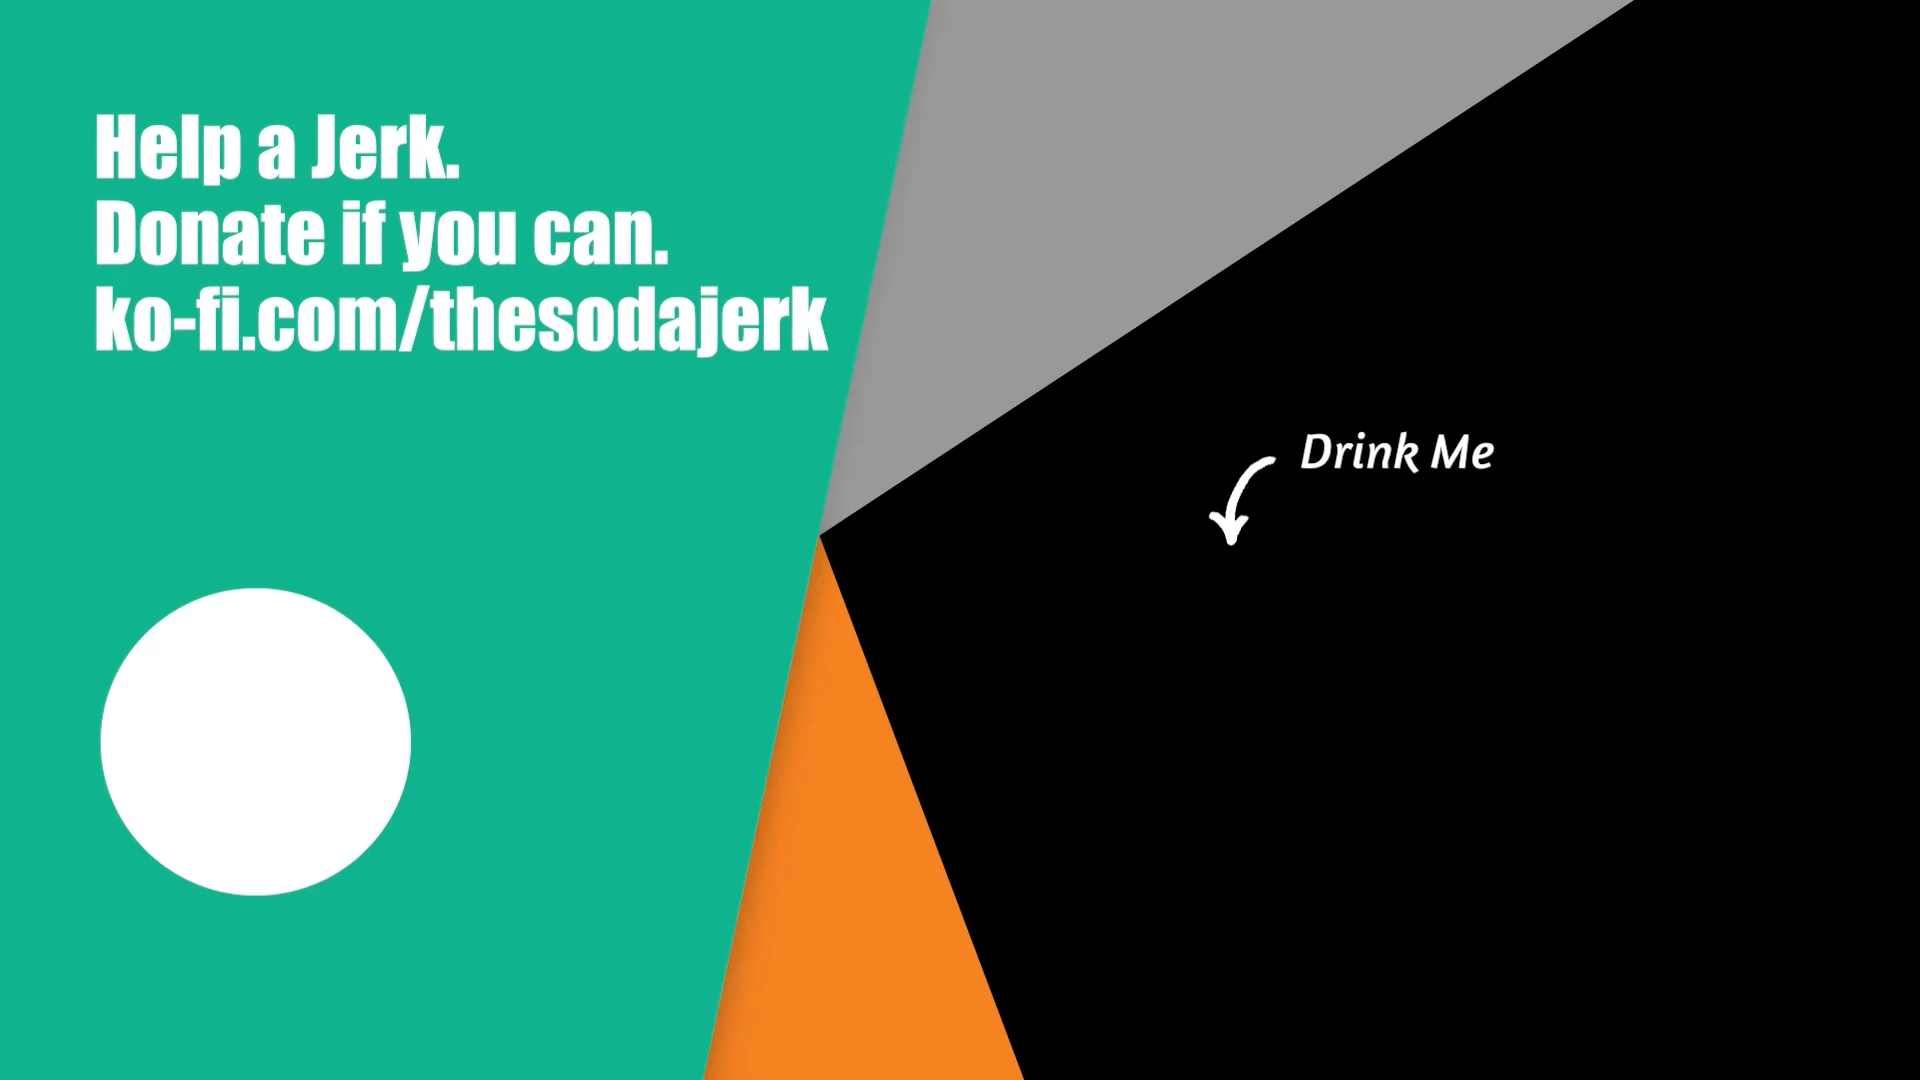 Help a Jerk.
Donate if you can.
ko-fi.com/thesodajerk
Drink Me